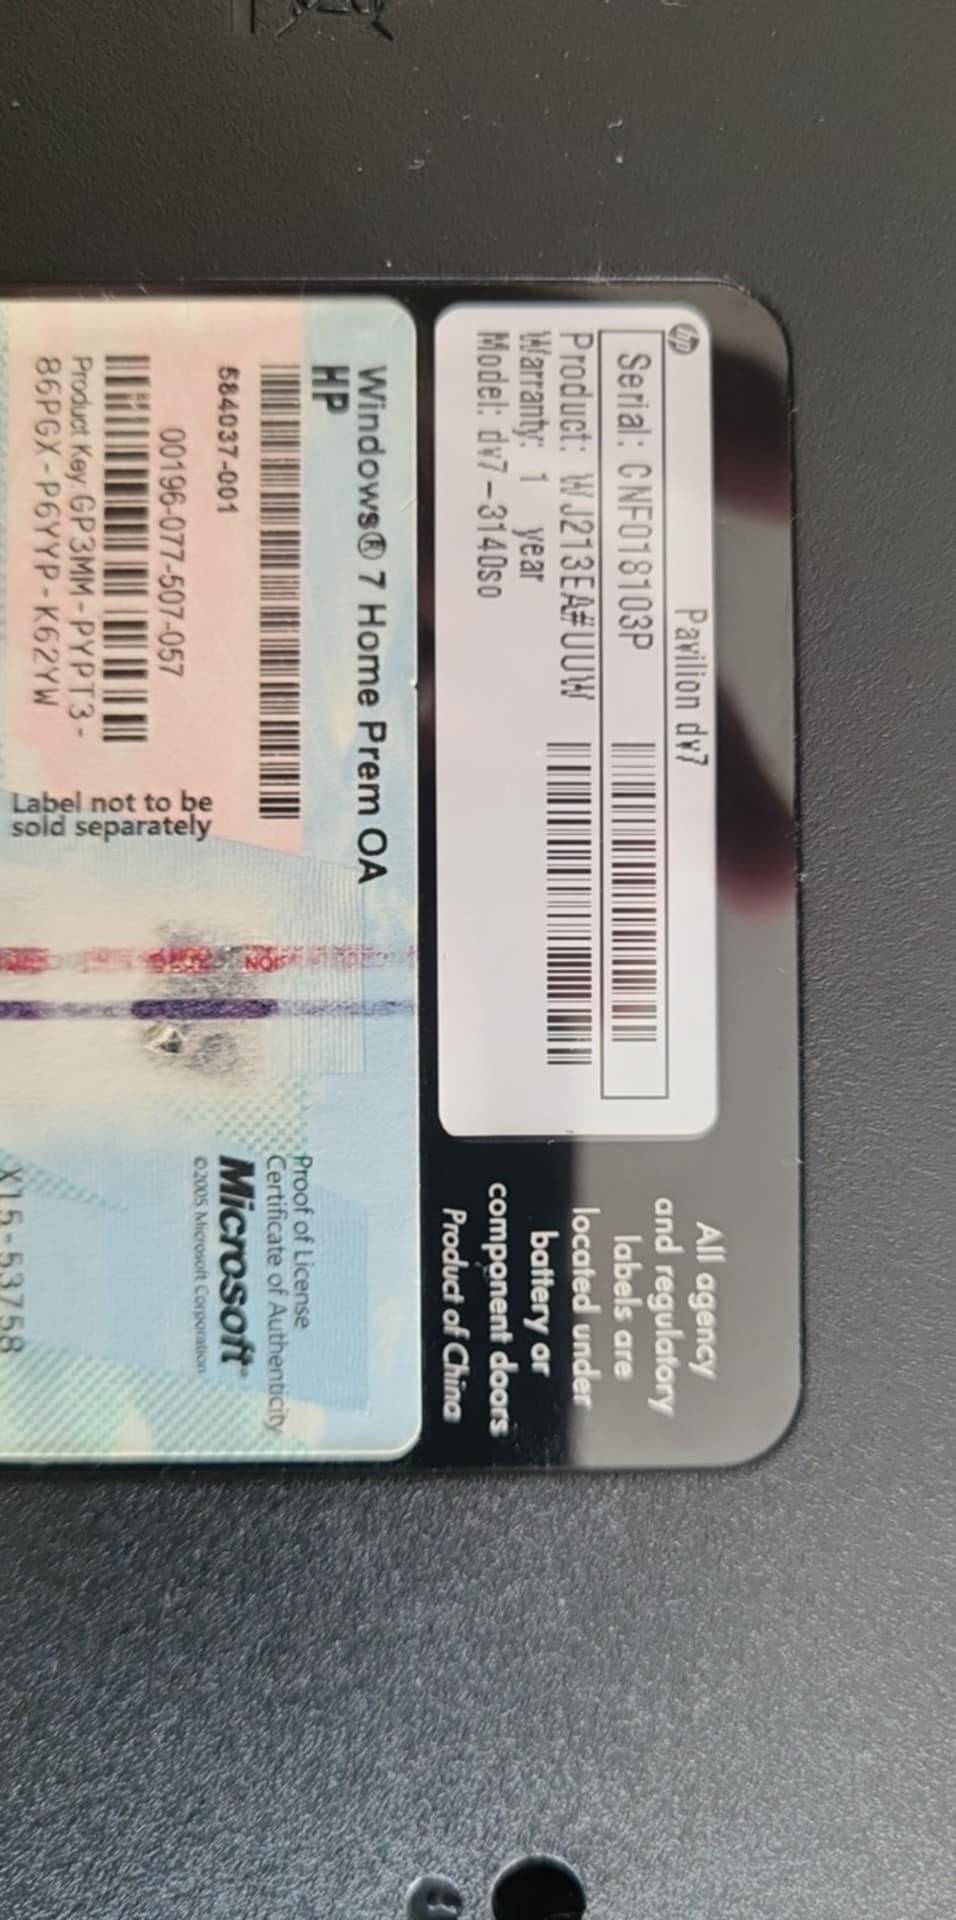 hp
Pavilion dv7
Serial: CNF018103P
Product: WJ213EA#UUW
Warranty: 1 year
Model: dv7-3140so
All agency
and regulatory
labels are
located under
battery or
component doors
Product of China
Windows® 7 Home Prem OA
HP
584037-001
00196-077-507-057
Product Key:GP3MM-PYPT3-
86PGX-P6YYP-K62YW
Label not to be
sold separately
Proof of License
Certificate of Authenticity
Microsoft®
©2005 Microsoft Corporation
X15-53758